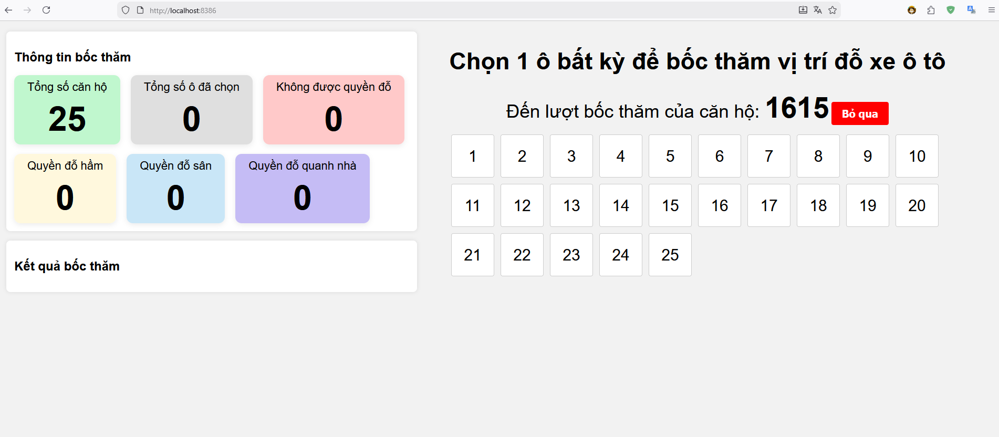 http://localhost:8386
Thông tin bốc thăm
Tổng số căn hộ
25
Tổng số ô đã chọn
0
Không được quyền đỗ
0
Quyền đỗ hầm
0
Quyền đỗ sân
0
Quyền đỗ quanh nhà
0
Kết quả bốc thăm
Chọn 1 ô bất kỳ để bốc thăm vị trí đỗ xe ô tô
Đến lượt bốc thăm của căn hộ: 1615 Bỏ qua
1 2 3 4 5 6 7 8 9 10
11 12 13 14 15 16 17 18 19 20
21 22 23 24 25